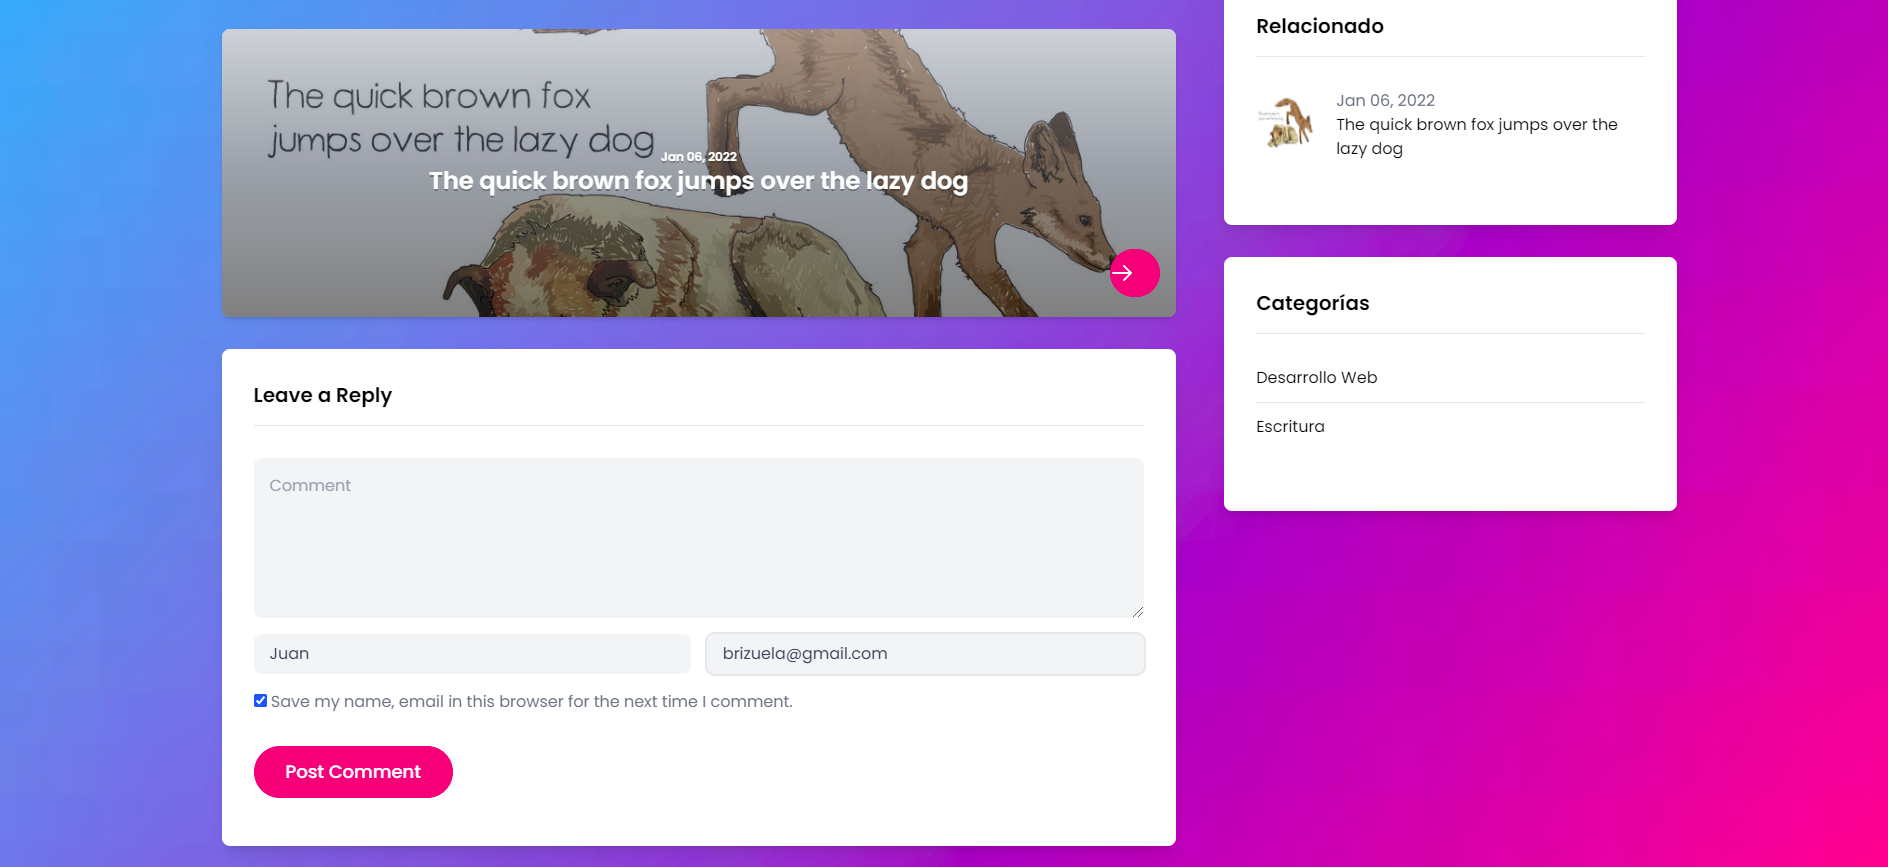 The quick brown fox
jumps over the lazy dog
Jan 06, 2022
The quick brown fox jumps over the lazy dog
Leave a Reply
Comment
Juan
brizuela@gmail.com
Save my name, email in this browser for the next time I comment.
Post Comment
Relacionado
Jan 06, 2022
The quick brown fox jumps over the
lazy dog
Categorías
Desarrollo Web
Escritura